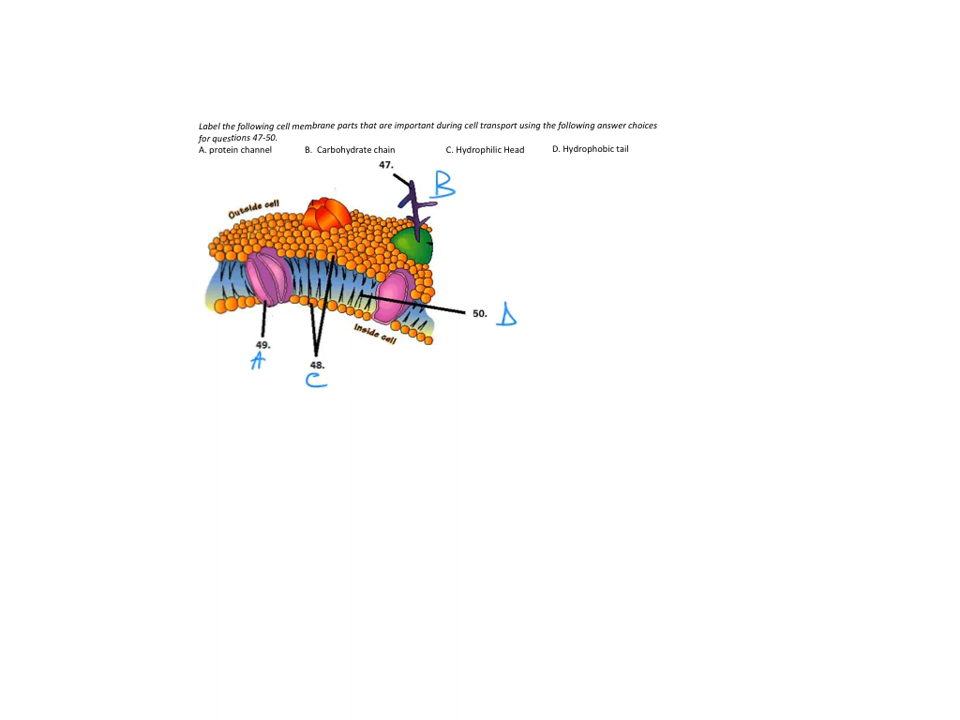 Label the following cell membrane parts that are important during cell transport using the following answer choices
for questions 47-50.
A. protein channel B. Carbohydrate chain C. Hydrophilic Head D. Hydrophobic tail
47.
B
Outside cell
50. D
Inside cell
49.
A
48.
C